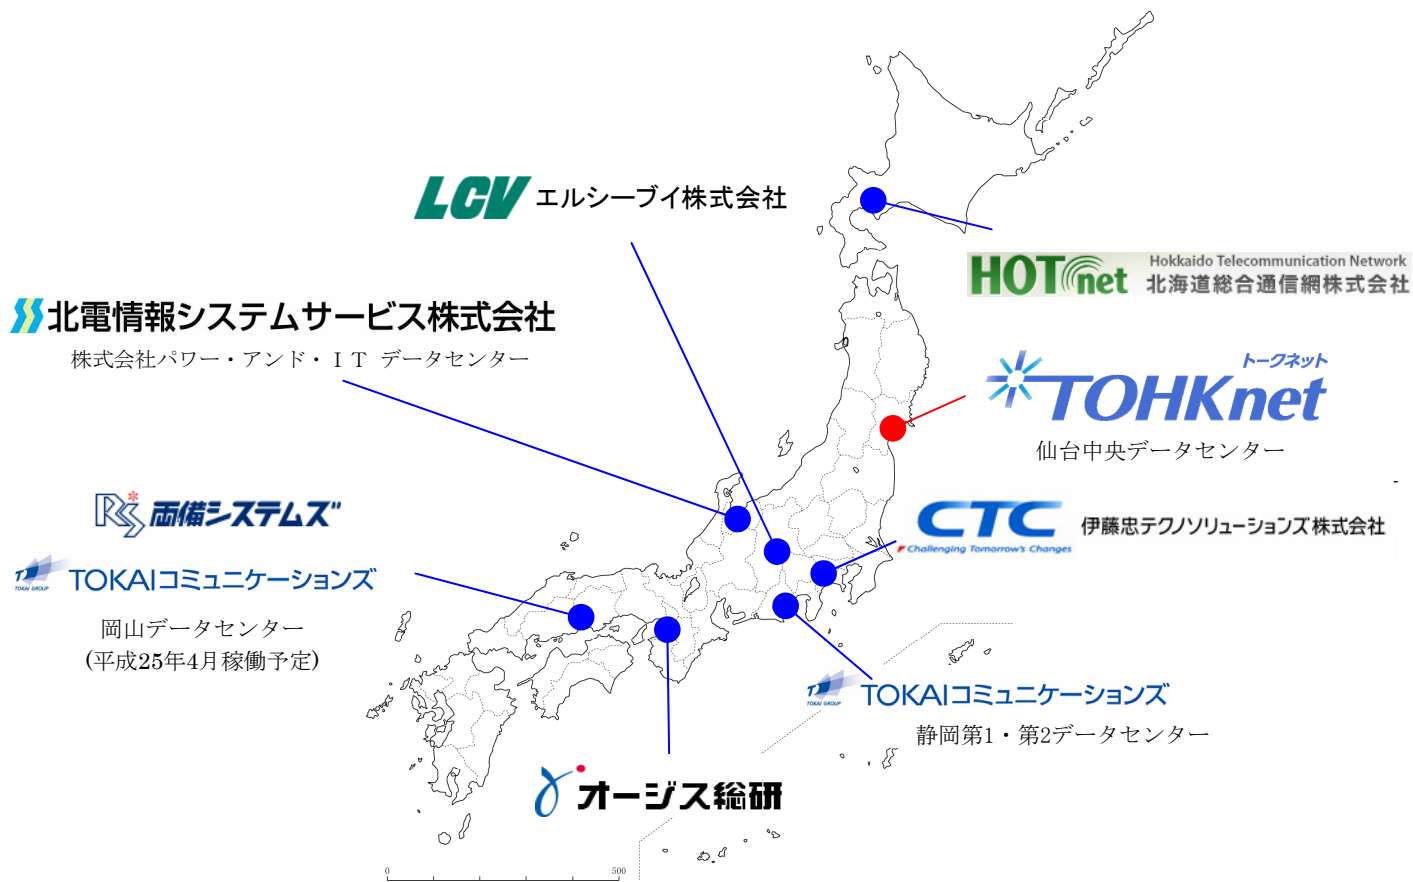 LCV エルシーブイ株式会社
HOTnet Hokkaido Telecommunication Network
北海道総合通信網株式会社
北電情報システムサービス株式会社
株式会社パワー・アンド・ＩＴ データセンター
トークネット
TOHKnet
仙台中央データセンター
RSi 両備システムズ
CTC 伊藤忠テクノソリューションズ株式会社
Challenging Tomorrow's Changes
T TOKAIコミュニケーションズ
TOKAI GROUP
岡山データセンター
(平成25年4月稼働予定)
T TOKAIコミュニケーションズ
TOKAI GROUP
静岡第1・第2データセンター
オージス総研
0 500